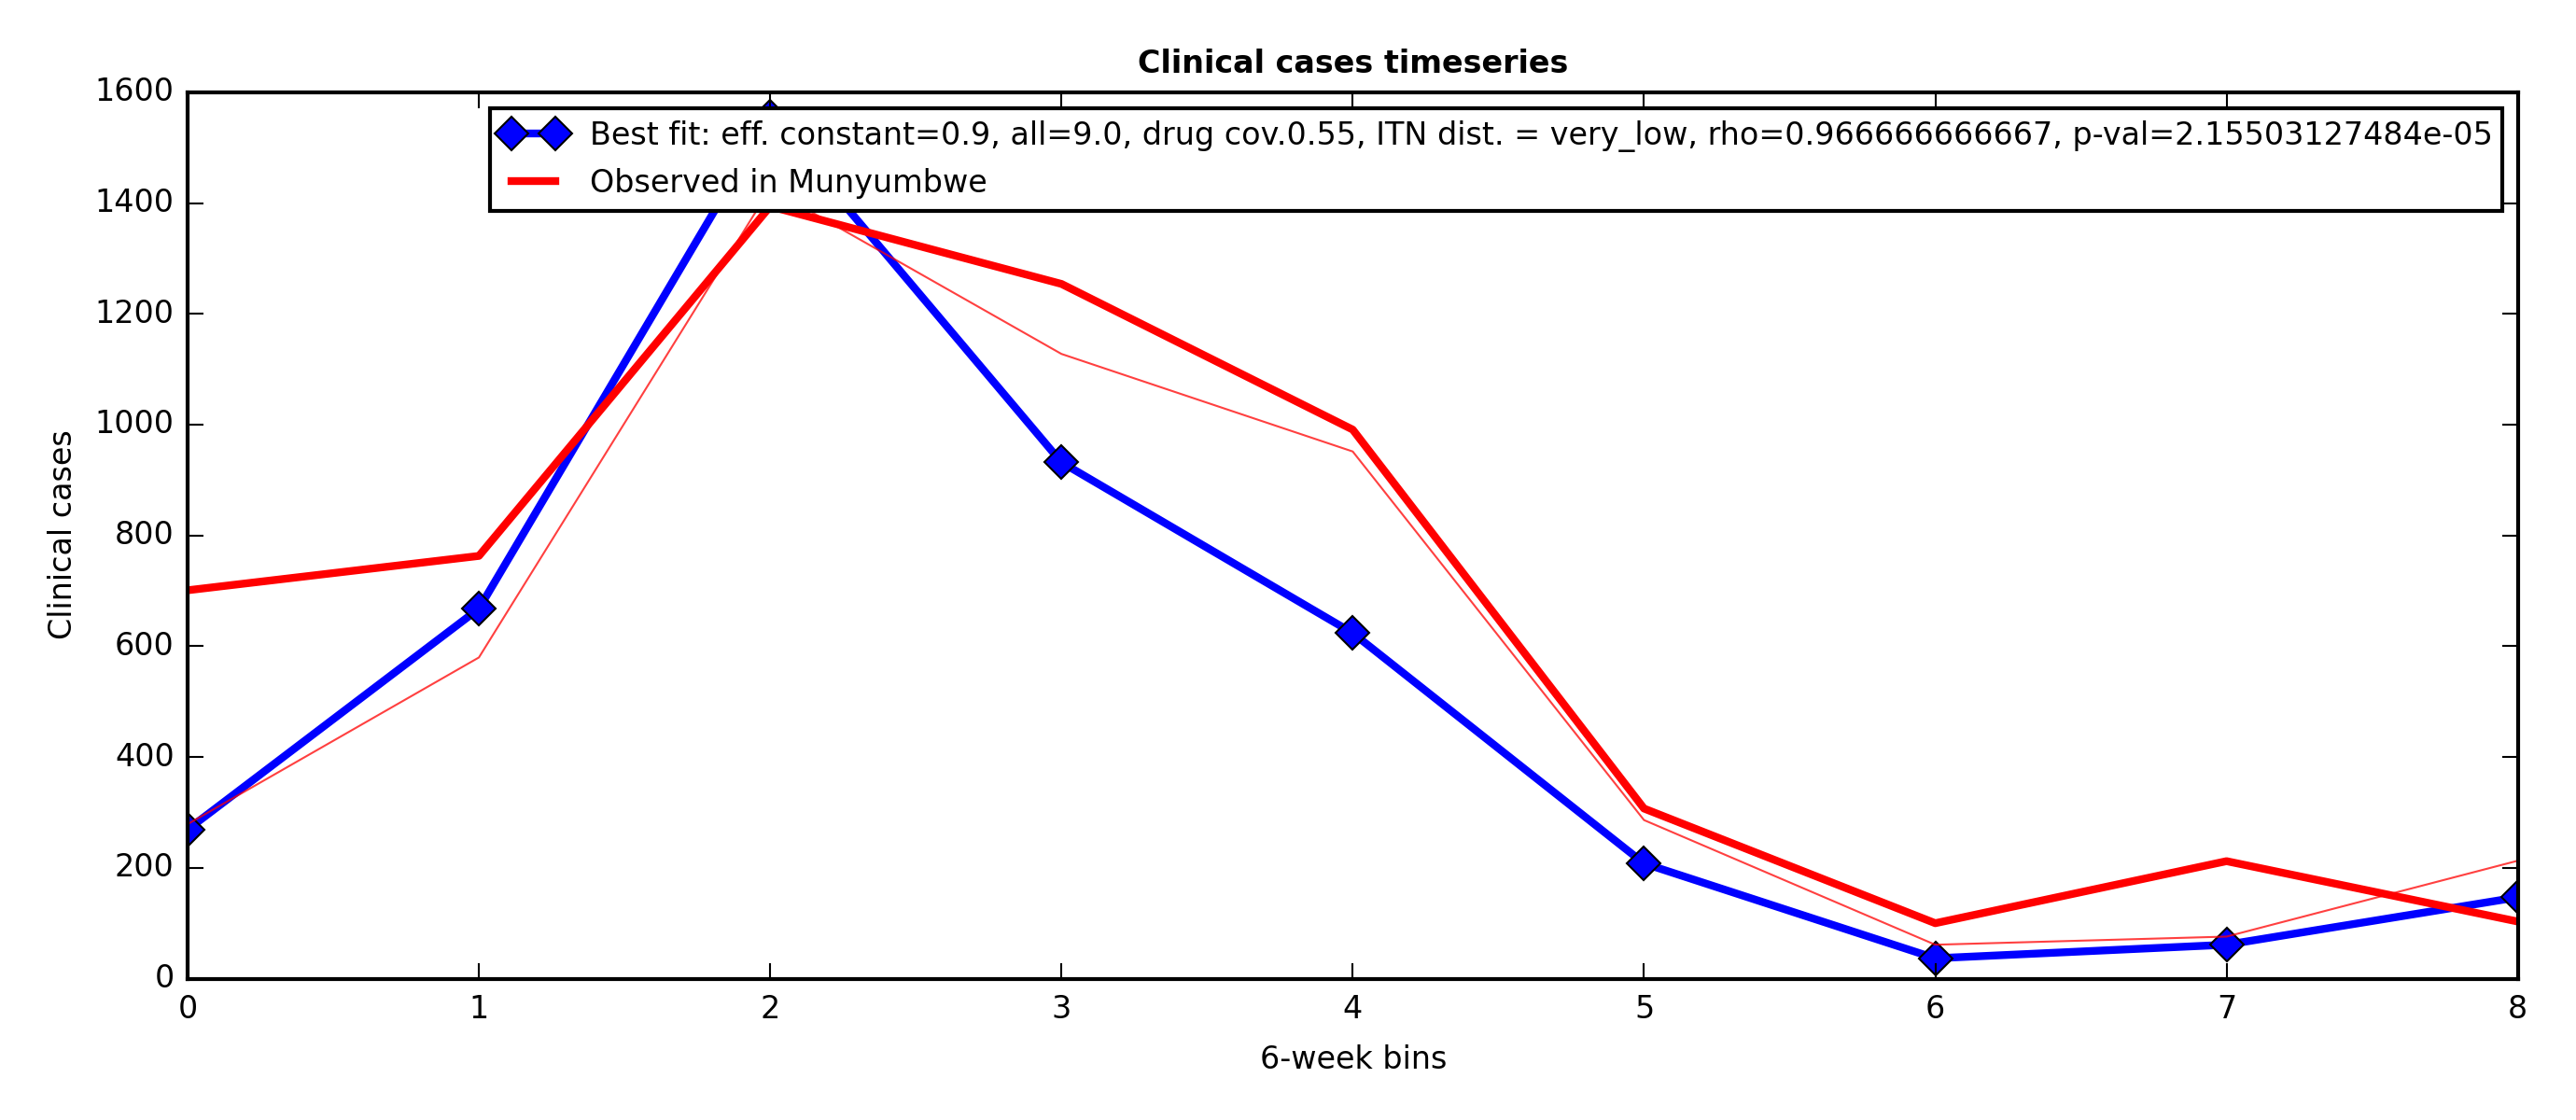 Clinical cases timeseries
Best fit: eff. constant=0.9, all=9.0, drug cov.0.55, ITN dist. = very_low, rho=0.966666666667, p-val=2.15503127484e-05
Observed in Munyumbwe
1600
1400
1200
1000
800
600
400
200
0
Clinical cases
0 1 2 3 4 5 6 7 8
6-week bins